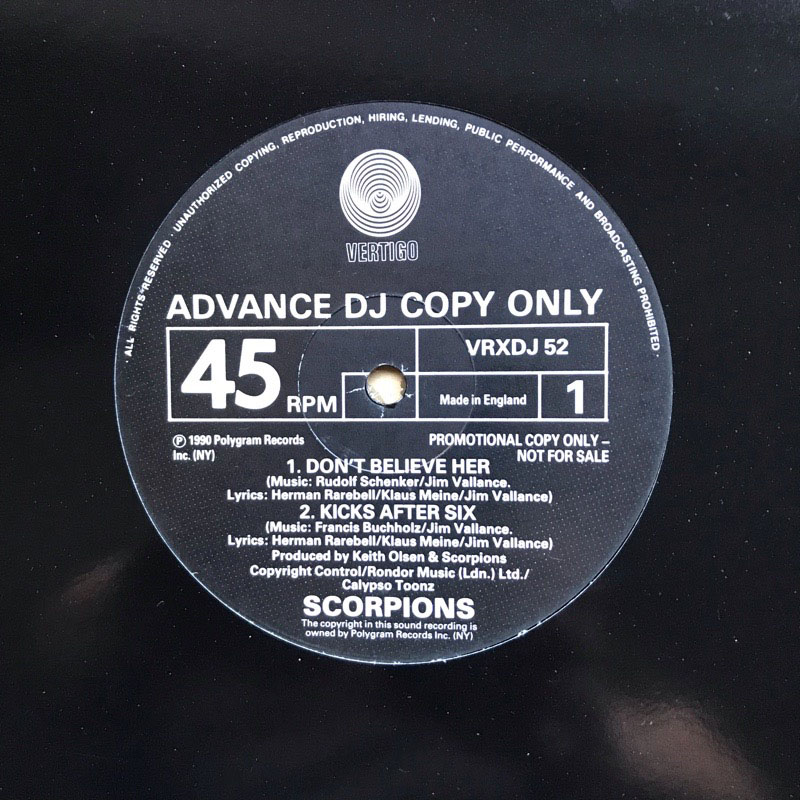 · ALL RIGHTS RESERVED · UNAUTHORIZED COPYING, REPRODUCTION, HIRING, LENDING, PUBLIC PERFORMANCE AND BROADCASTING PROHIBITED ·
VERTIGO
ADVANCE DJ COPY ONLY
45 RPM
VRXDJ 52
Made in England
1
℗ 1990 Polygram Records
Inc. (NY)
PROMOTIONAL COPY ONLY –
NOT FOR SALE
1. DON'T BELIEVE HER
(Music: Rudolf Schenker/Jim Vallance.
Lyrics: Herman Rarebell/Klaus Meine/Jim Vallance)
2. KICKS AFTER SIX
(Music: Francis Buchholz/Jim Vallance.
Lyrics: Herman Rarebell/Klaus Meine/Jim Vallance)
Produced by Keith Olsen & Scorpions
Copyright Control/Rondor Music (Ldn.) Ltd./
Calypso Toonz
SCORPIONS
The copyright in this sound recording is
owned by Polygram Records Inc. (NY)